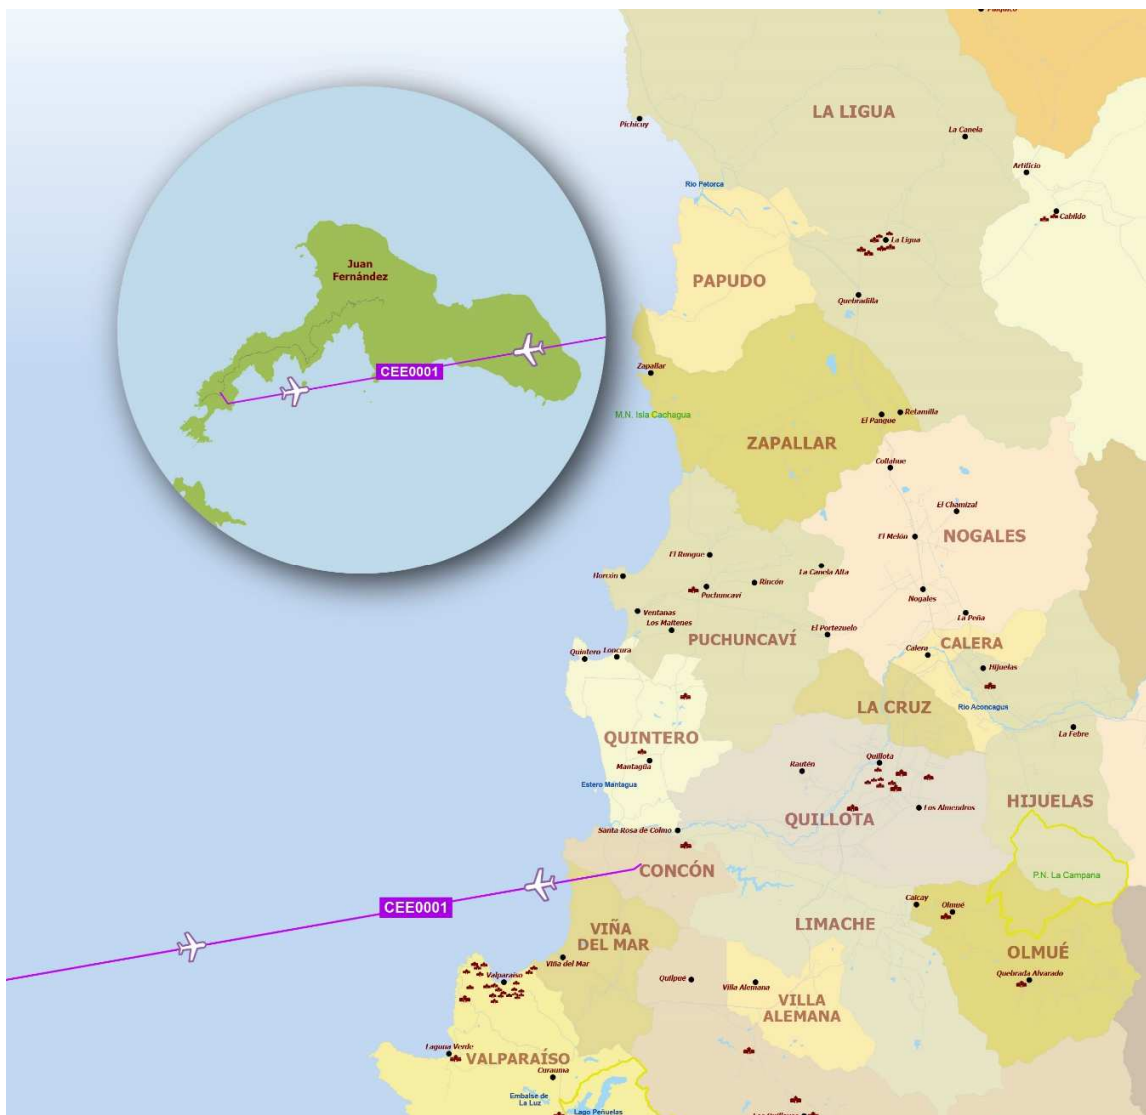 LA LIGUA
Pichicuy
La Canela
Artificio
Río Petorca
Cabildo
La Ligua
Juan
Fernández
PAPUDO
Quebradilla
CEE0001
Zapallar
M.N. Isla Cachagua
El Pangue
Retamilla
ZAPALLAR
Collahue
El Chamizal
El Melón
NOGALES
El Rungue
La Canela Alta
Horcón
Rincón
Puchuncaví
Nogales
Ventanas
La Peña
Los Maitenes
PUCHUNCAVÍ
El Portezuelo
CALERA
Quintero
Loncura
Calera
Hijuelas
LA CRUZ
Río Aconcagua
QUINTERO
La Febre
Mantagua
Rautén
Quillota
Estero Mantagua
HIJUELAS
Los Almendros
QUILLOTA
Santa Rosa de Colmo
CONCÓN
P.N. La Campana
CEE0001
Caicay
Olmué
LIMACHE
VIÑA
DEL MAR
OLMUÉ
Viña del Mar
Valparaíso
Quilpué
Villa Alemana
Quebrada Alvarado
VILLA
ALEMANA
Laguna Verde
VALPARAÍSO
Curauma
Embalse de
La Luz
Lago Peñuelas